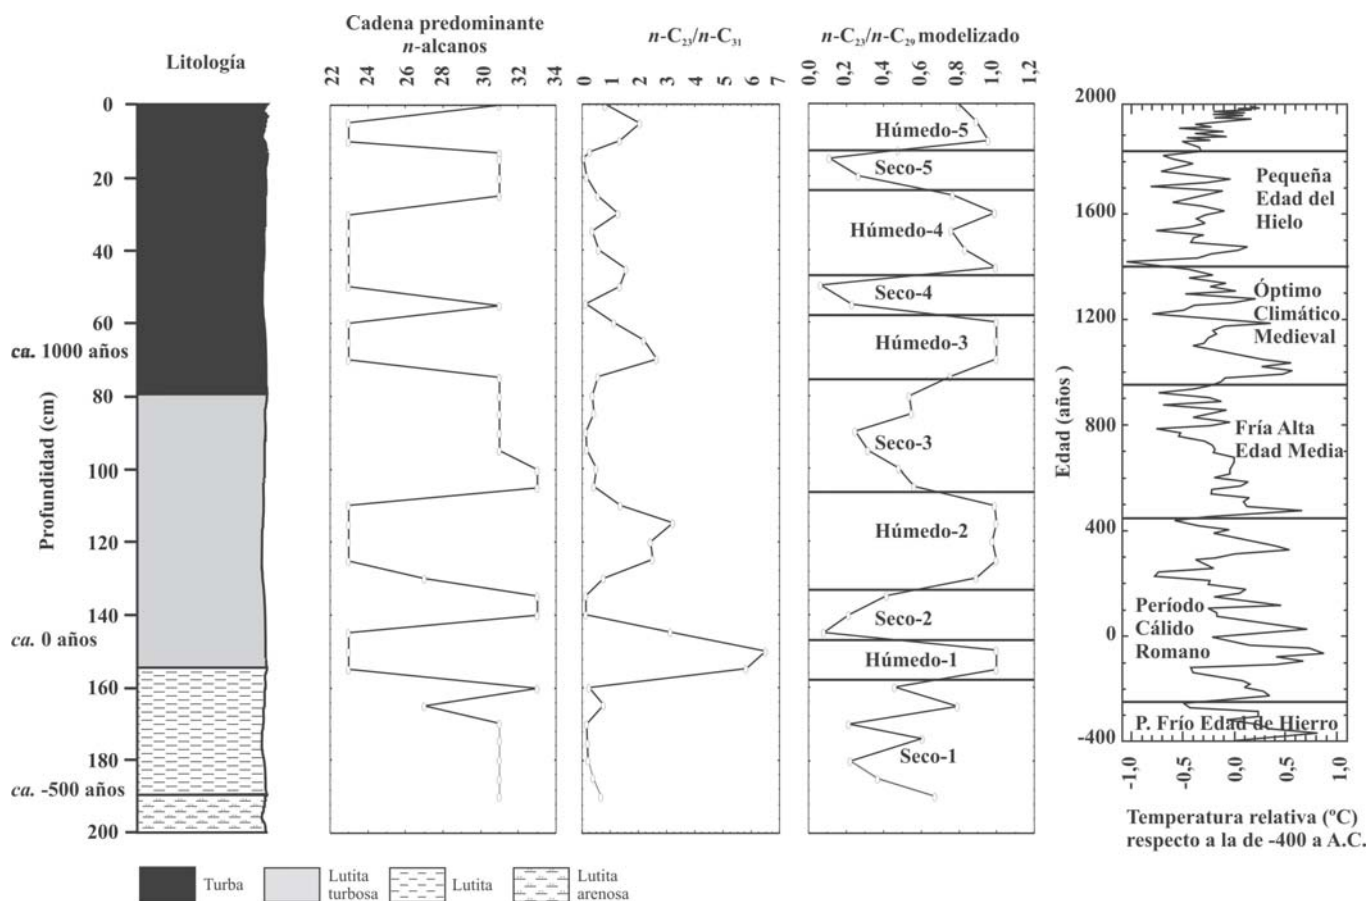 Litología
Cadena predominante
n-alcanos
n-C₂₃/n-C₃₁
n-C₂₃/n-C₂₉ modelizado
22 24 26 28 30 32 34
0 1 2 3 4 5 6 7
0,0 0,2 0,4 0,6 0,8 1,0 1,2
Profundidad (cm)
0
20
40
60
80
100
120
140
160
180
200
ca. 1000 años
ca. 0 años
ca. -500 años
Húmedo-5
Seco-5
Húmedo-4
Seco-4
Húmedo-3
Seco-3
Húmedo-2
Seco-2
Húmedo-1
Seco-1
Edad (años)
2000
1600
1200
800
400
0
-400
Pequeña
Edad del
Hielo
Óptimo
Climático
Medieval
Fría Alta
Edad Media
Período
Cálido
Romano
P. Frío Edad de Hierro
-1,0 -0,5 0,0 0,5 1,0
Temperatura relativa (ºC)
respecto a la de -400 a A.C.
Turba
Lutita
turbosa
Lutita
Lutita
arenosa